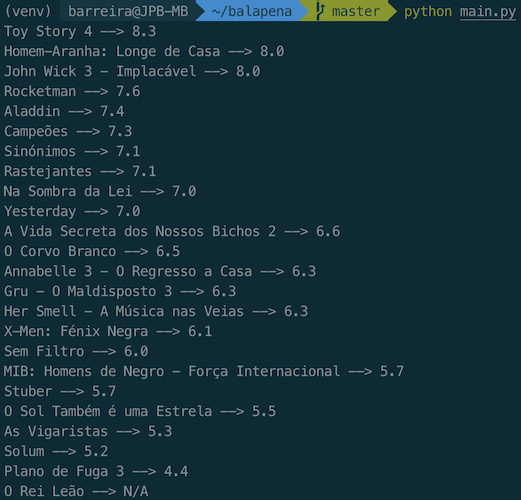 (venv) barreira@JPB-MB ~/balapena master python main.py
Toy Story 4 --> 8.3
Homem-Aranha: Longe de Casa --> 8.0
John Wick 3 - Implacável --> 8.0
Rocketman --> 7.6
Aladdin --> 7.4
Campeões --> 7.3
Sinónimos --> 7.1
Rastejantes --> 7.1
Na Sombra da Lei --> 7.0
Yesterday --> 7.0
A Vida Secreta dos Nossos Bichos 2 --> 6.6
O Corvo Branco --> 6.5
Annabelle 3 - O Regresso a Casa --> 6.3
Gru - O Maldisposto 3 --> 6.3
Her Smell - A Música nas Veias --> 6.3
X-Men: Fénix Negra --> 6.1
Sem Filtro --> 6.0
MIB: Homens de Negro - Força Internacional --> 5.7
Stuber --> 5.7
O Sol Também é uma Estrela --> 5.5
As Vigaristas --> 5.3
Solum --> 5.2
Plano de Fuga 3 --> 4.4
O Rei Leão --> N/A